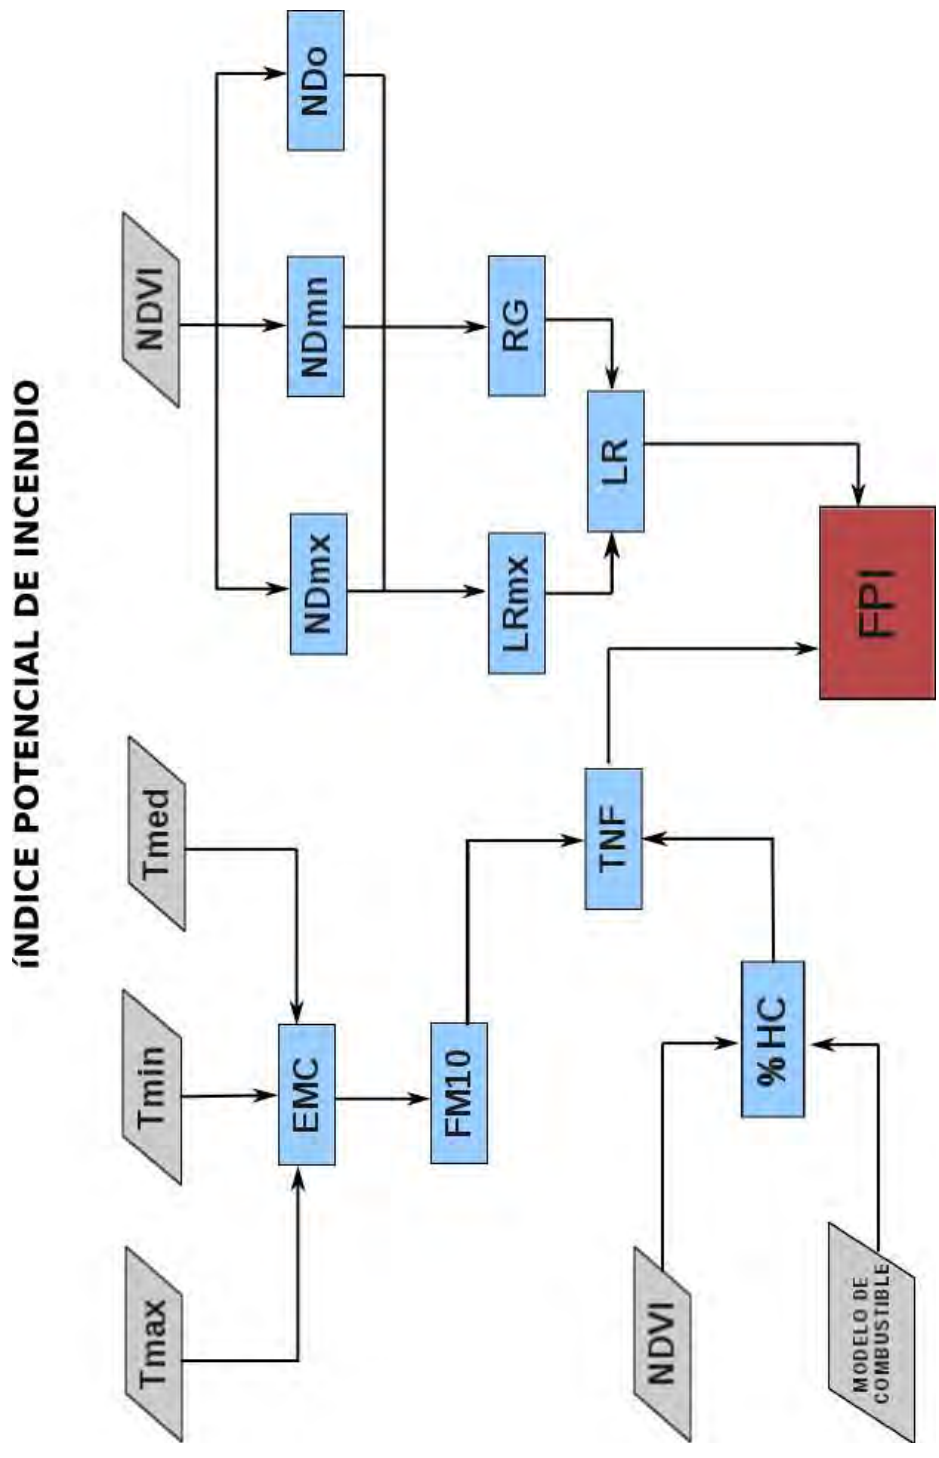 íNDICE POTENCIAL DE INCENDIO
Tmax
Tmin
Tmed
NDVI
EMC
NDmx
NDmn
NDo
FM10
LRmx
RG
NDVI
TNF
LR
% HC
MODELO DE
COMBUSTIBLE
FPI